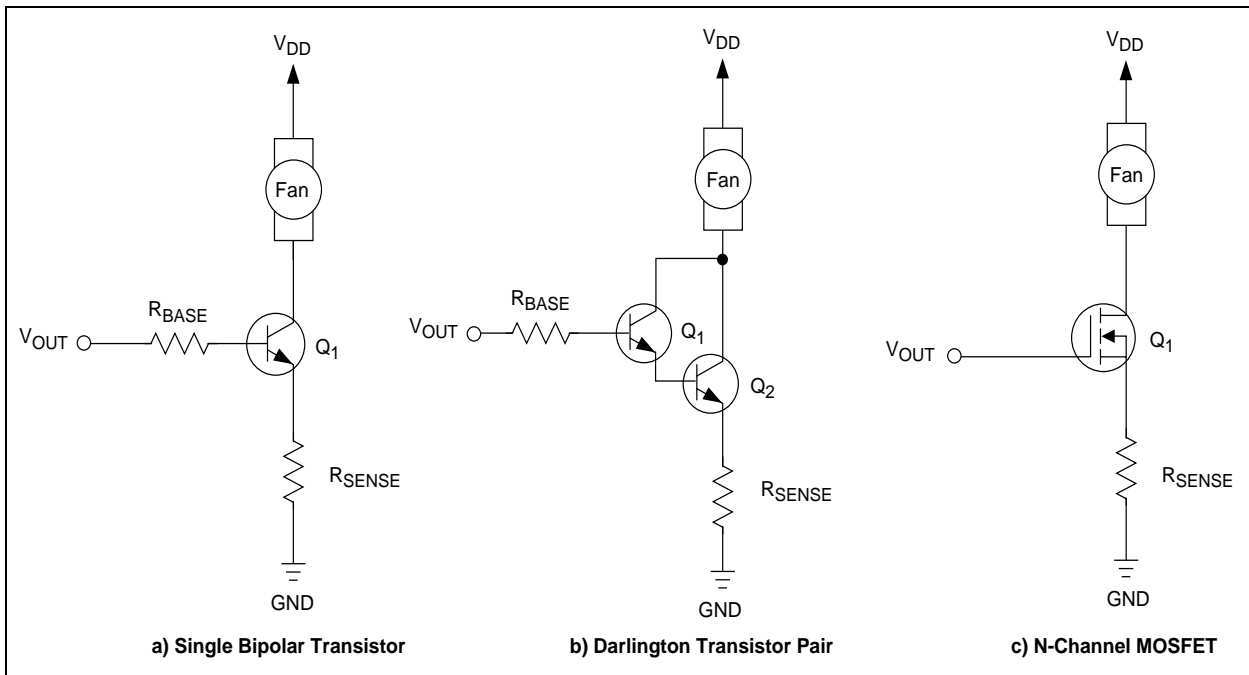 VDD
Fan
RBASE
VOUT
Q1
RSENSE
GND
a) Single Bipolar Transistor
VDD
Fan
RBASE
VOUT
Q1
Q2
RSENSE
GND
b) Darlington Transistor Pair
VDD
Fan
VOUT
Q1
RSENSE
GND
c) N-Channel MOSFET